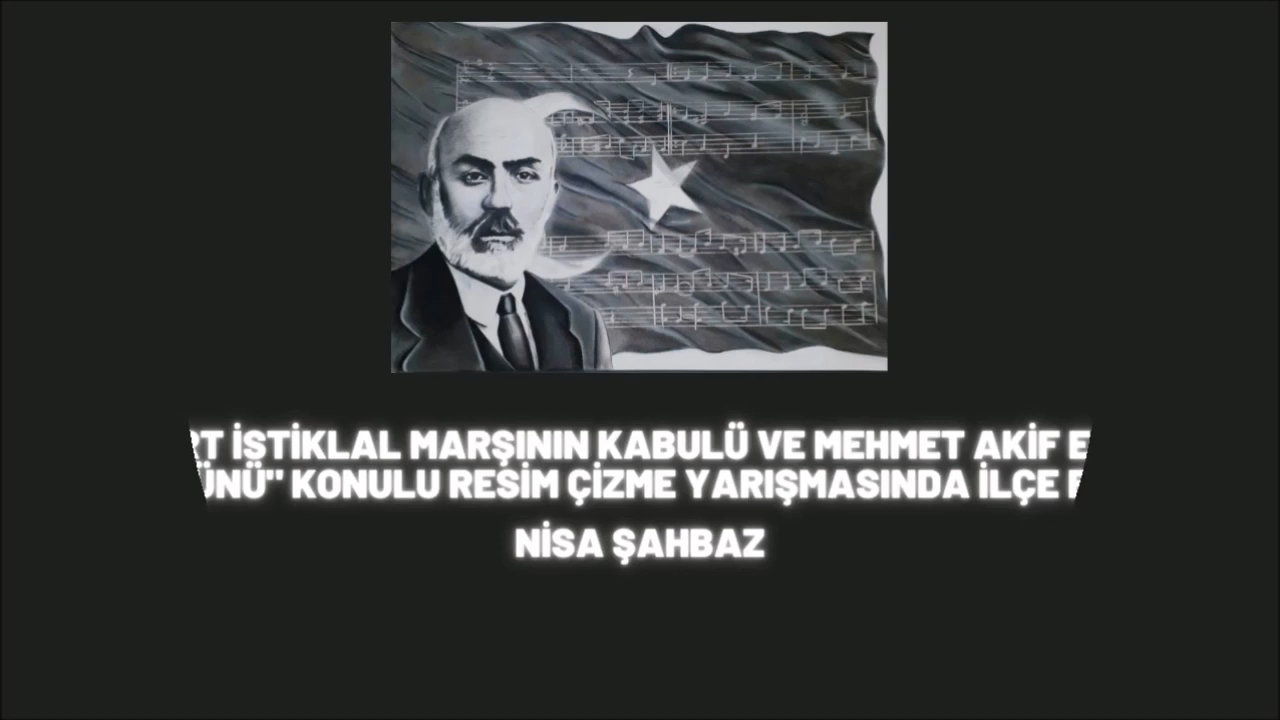 İSTİKLAL MARŞININ KABULÜ VE MEHMET AKİF
KONULU RESİM ÇİZME YARIŞMASINDA İLÇE
NİSA ŞAHBAZ